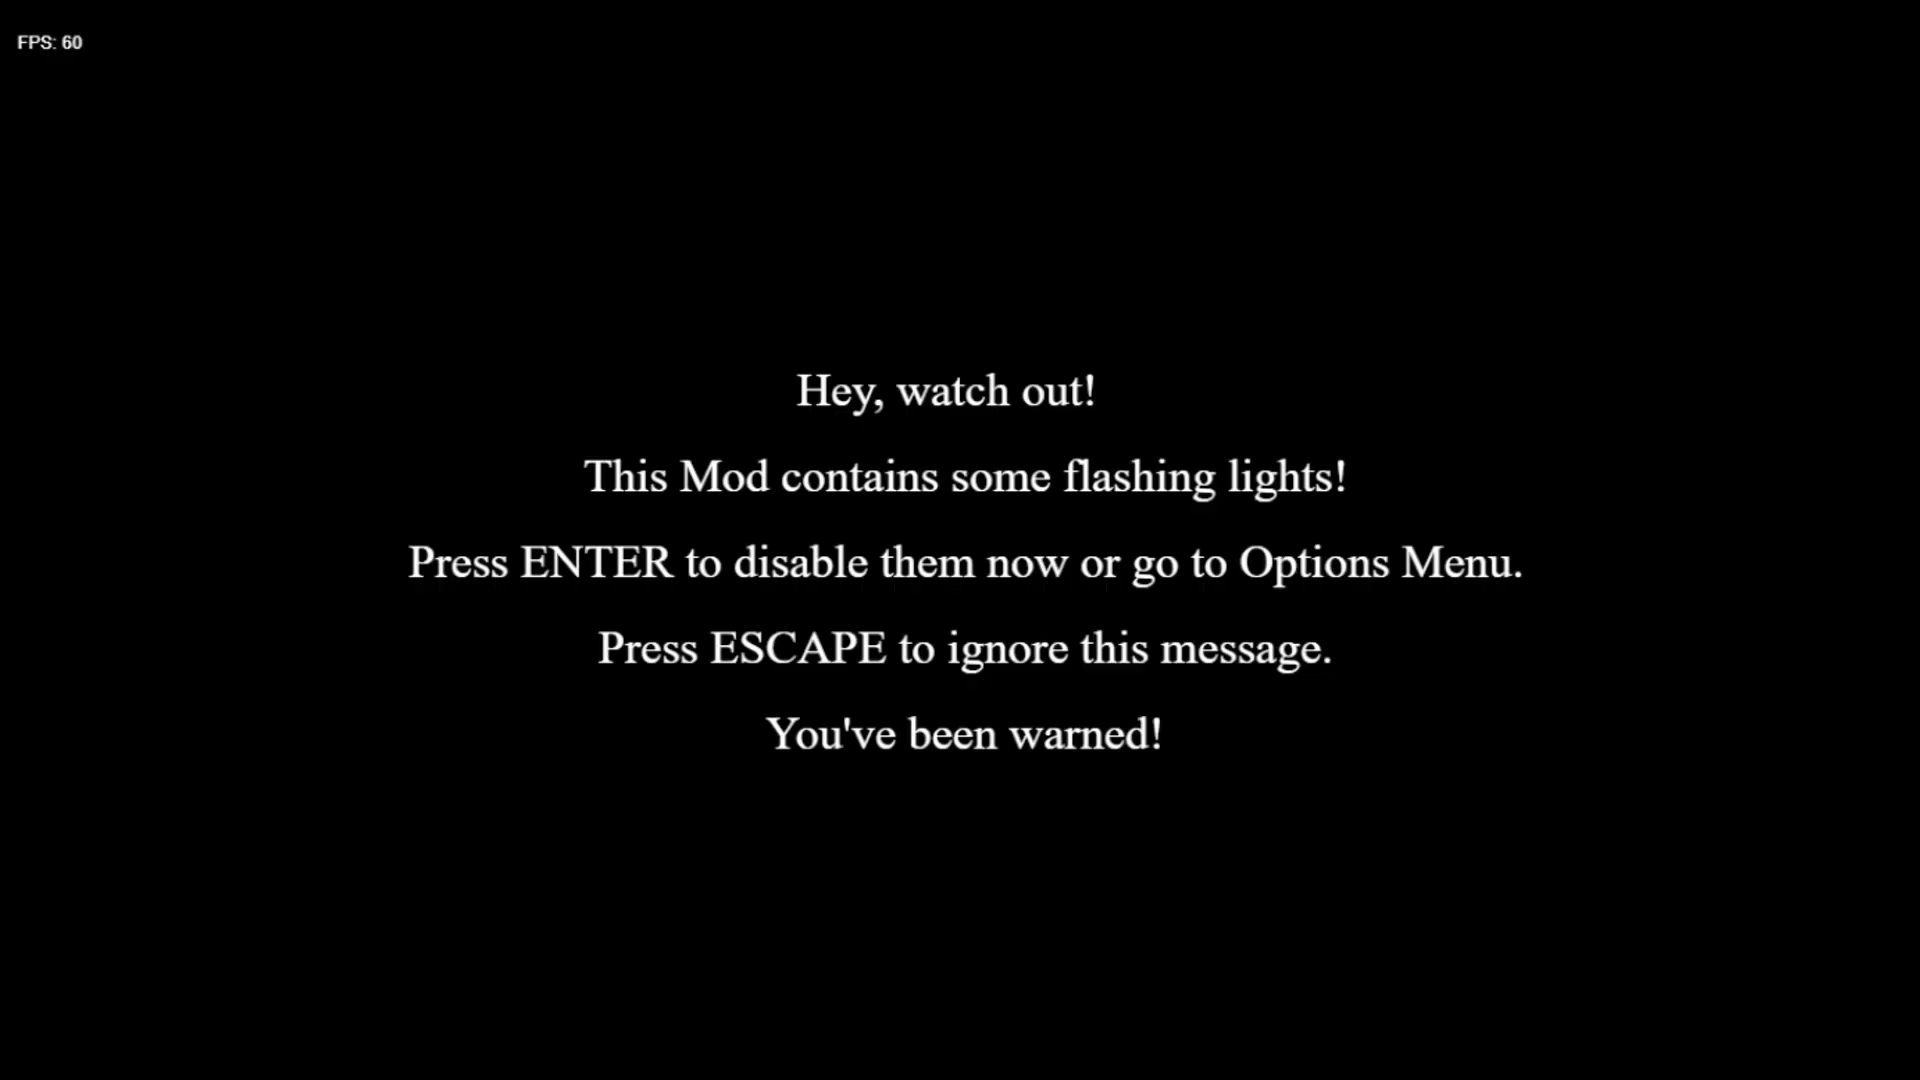 FPS: 60
Hey, watch out!
This Mod contains some flashing lights!
Press ENTER to disable them now or go to Options Menu.
Press ESCAPE to ignore this message.
You've been warned!